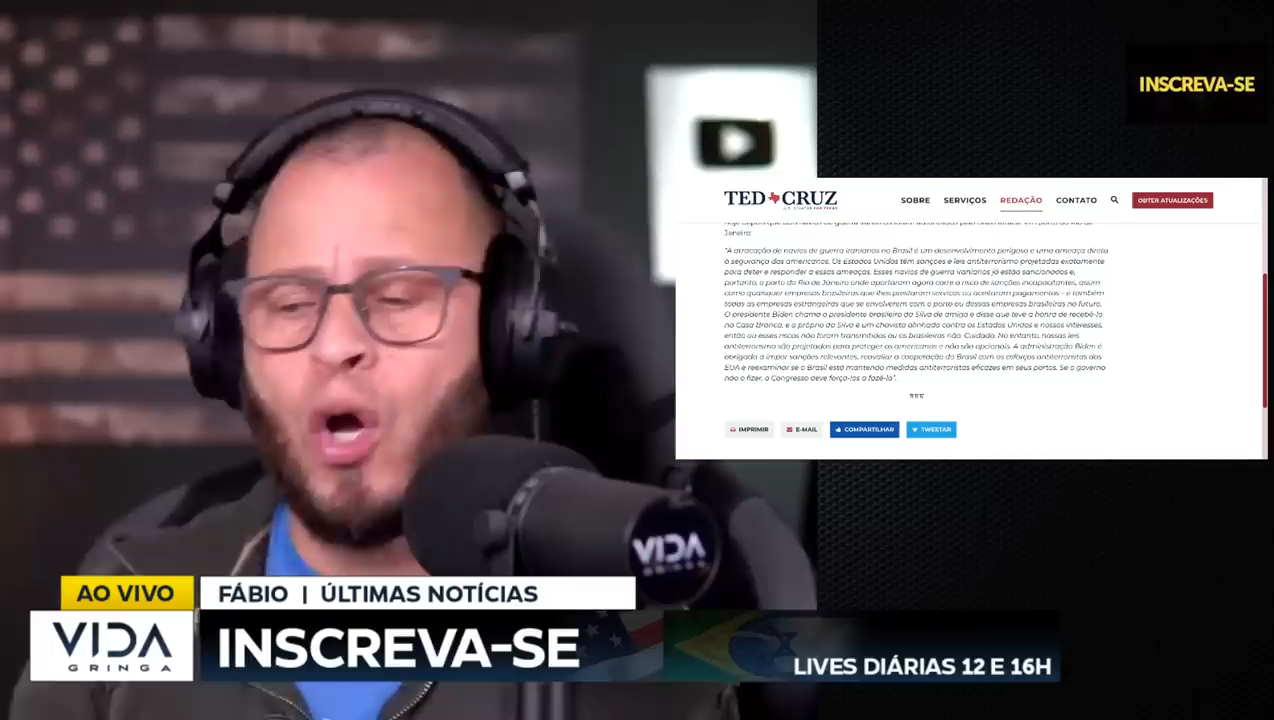 INSCREVA-SE
TED CRUZ
SOBRE SERVIÇOS REDAÇÃO CONTATO OBTER ATUALIZAÇÕES
Janeiro:
"A atracação de navios de guerra iranianos no Brasil é um desenvolvimento perigoso e uma ameaça direta
à segurança dos americanos. Os Estados Unidos têm sanções e leis antiterrorismo projetadas exatamente
para deter e responder a essas ameaças. Esses navios de guerra iranianos já estão sancionados e,
portanto, o porto do Rio de Janeiro onde aportaram agora corre o risco de sanções incapacitantes, assim
como quaisquer empresas brasileiras que lhes prestaram serviços ou aceitaram pagamentos – e também
todas as empresas estrangeiras que se envolverem com o porto ou dessas empresas brasileiras no futuro.
O presidente Biden chama o presidente brasileiro da Silva de amigo e disse que teve a honra de recebê-lo
na Casa Branca, e o próprio da Silva é um chavista alinhado contra os Estados Unidos e nossos interesses,
então ou esses riscos não foram transmitidos ou os brasileiros não. Cuidado. No entanto, nossas leis
antiterrorismo são projetadas para proteger os americanos e não são opcionais. A administração Biden é
obrigada a impor sanções relevantes, reavaliar a cooperação do Brasil com os esforços antiterroristas dos
EUA e reexaminar se o Brasil está mantendo medidas antiterroristas eficazes em seus portos. Se o governo
não o fizer, o Congresso deve forçá-los a fazê-lo".
###
IMPRIMIR E-MAIL COMPARTILHAR TWEETAR
VIDA
GRINGA
AO VIVO FÁBIO | ÚLTIMAS NOTÍCIAS
VIDA
GRINGA
INSCREVA-SE
LIVES DIÁRIAS 12 E 16H